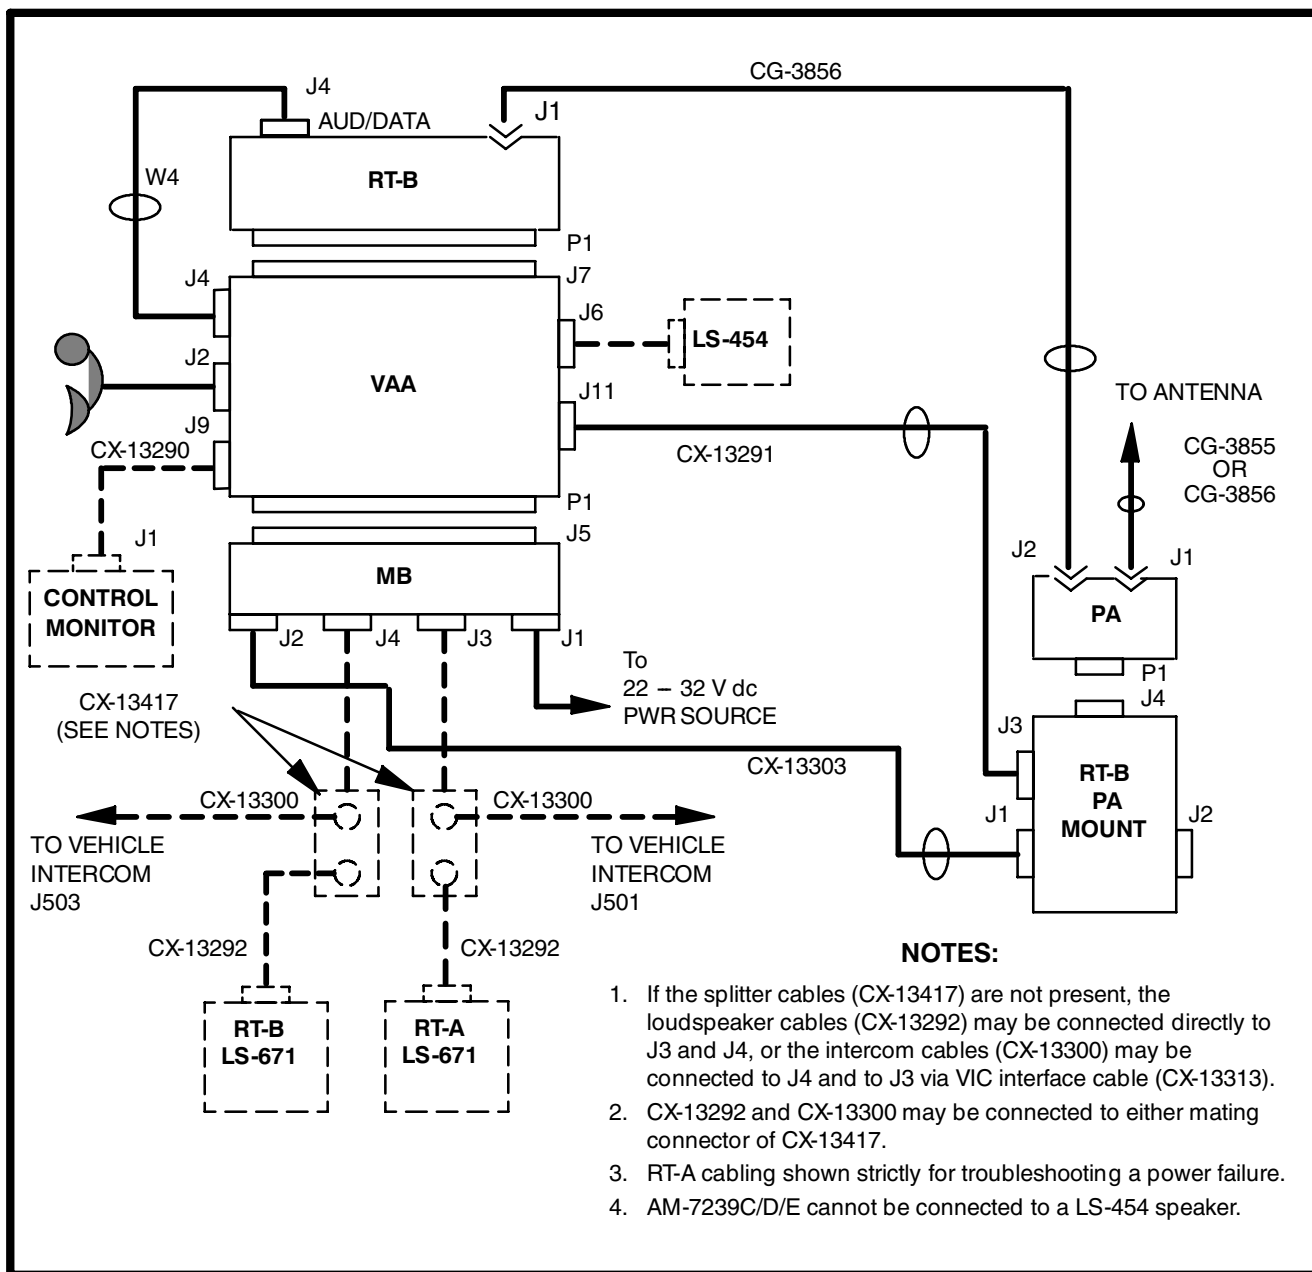 CG-3856
J4
J1
AUD/DATA
RT-B
W4
P1
J4
J7
J6
LS-454
J2
VAA
J11
TO ANTENNA
J9
CX-13290
CX-13291
CG-3855
OR
CG-3856
P1
J1
J5
J2
J1
MB
CONTROL
MONITOR
PA
J2
J4
J3
J1
To
22 – 32 V dc
PWR SOURCE
P1
J4
CX-13417
(SEE NOTES)
J3
CX-13303
RT-B
PA
MOUNT
CX-13300
CX-13300
J1
J2
TO VEHICLE
INTERCOM
J503
TO VEHICLE
INTERCOM
J501
CX-13292
CX-13292
RT-B
LS-671
RT-A
LS-671
NOTES:
1. If the splitter cables (CX-13417) are not present, the
loudspeaker cables (CX-13292) may be connected directly to
J3 and J4, or the intercom cables (CX-13300) may be
connected to J4 and to J3 via VIC interface cable (CX-13313).
2. CX-13292 and CX-13300 may be connected to either mating
connector of CX-13417.
3. RT-A cabling shown strictly for troubleshooting a power failure.
4. AM-7239C/D/E cannot be connected to a LS-454 speaker.